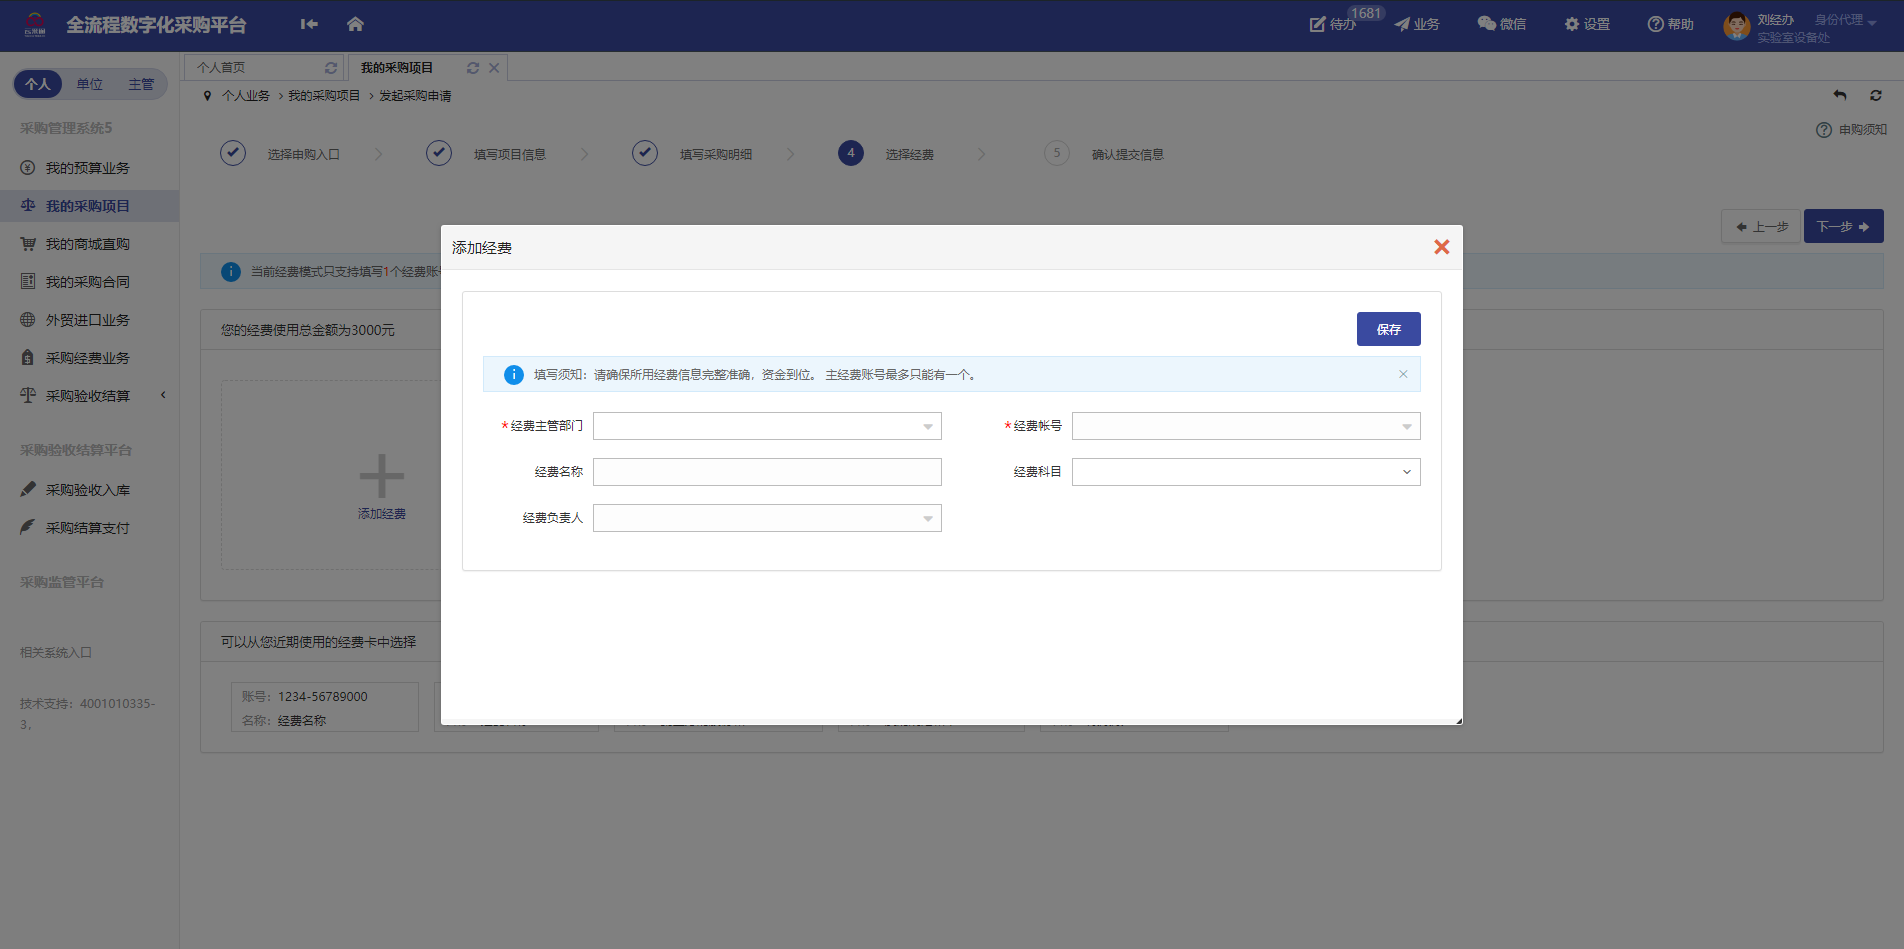 全流程数字化采购平台
待办
1681
业务
微信
设置
帮助
刘经办
实验室设备处
身份代理
个人
单位
主管
个人首页
我的采购项目
个人业务 > 我的采购项目 > 发起采购申请
申购须知
采购管理系统5
我的预算业务
我的采购项目
我的商城直购
我的采购合同
外贸进口业务
采购经费业务
采购验收结算
采购验收结算平台
采购验收入库
采购结算支付
采购监管平台
相关系统入口
技术支持：4001010335-
3，
选择申购入口
填写项目信息
填写采购明细
4 选择经费
5 确认提交信息
上一步
下一步
当前经费模式只支持填写1个经费账
您的经费使用总金额为3000元
添加经费
可以从您近期使用的经费卡中选择
账号：1234-56789000
名称：经费名称
添加经费
保存
填写须知：请确保所用经费信息完整准确，资金到位。 主经费账号最多只能有一个。
*经费主管部门
*经费帐号
经费名称
经费科目
经费负责人